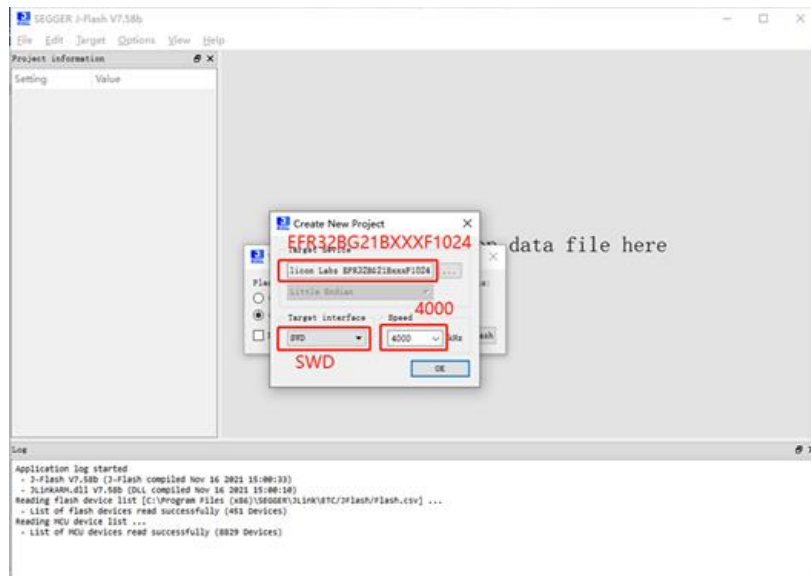 SEGGER J-Flash V7.58b
File Edit Target Options View Help
Project information
Setting Value
Create New Project
EFR32BG21BXXXF1024
Target Device
data file here
licon Labs EFR32BG21BxxxF1024 ...
Little Endian
4000
Target interface Speed
SWD 4000 kHz
SWD
OK
Log
Application log started
- J-Flash V7.58b (J-Flash compiled Nov 16 2021 15:00:33)
- JLinkARM.dll V7.58b (DLL compiled Nov 16 2021 15:00:10)
Reading flash device list [C:\Program Files (x86)\SEGGER\JLink\ETC/JFlash/Flash.csv] ...
- List of flash devices read successfully (451 Devices)
Reading MCU device list ...
- List of MCU devices read successfully (8829 Devices)